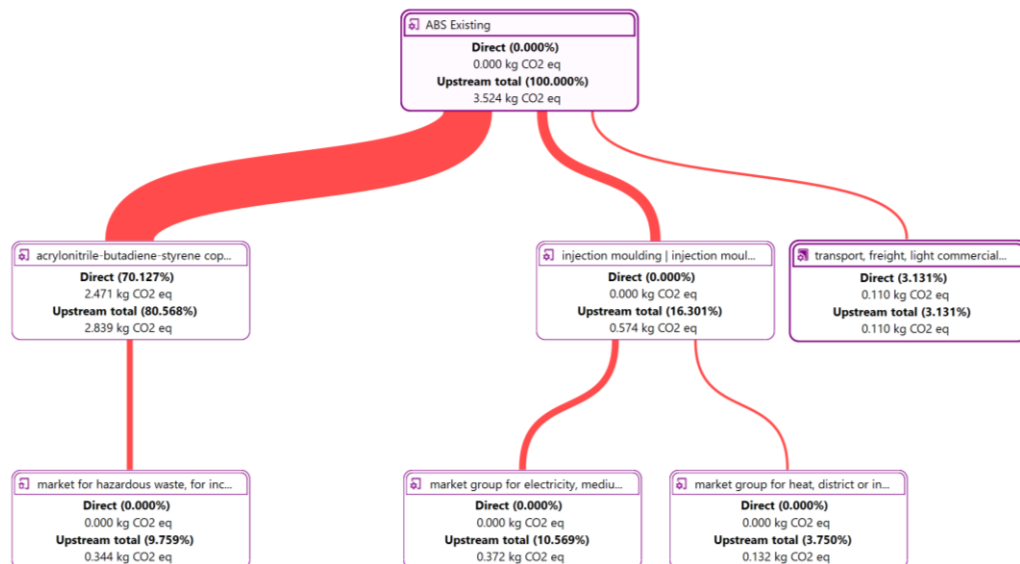 ABS Existing
Direct (0.000%)
0.000 kg CO2 eq
Upstream total (100.000%)
3.524 kg CO2 eq
acrylonitrile-butadiene-styrene cop...
Direct (70.127%)
2.471 kg CO2 eq
Upstream total (80.568%)
2.839 kg CO2 eq
injection moulding | injection moul...
Direct (0.000%)
0.000 kg CO2 eq
Upstream total (16.301%)
0.574 kg CO2 eq
transport, freight, light commercial...
Direct (3.131%)
0.110 kg CO2 eq
Upstream total (3.131%)
0.110 kg CO2 eq
market for hazardous waste, for inc...
Direct (0.000%)
0.000 kg CO2 eq
Upstream total (9.759%)
0.344 kg CO2 eq
market group for electricity, mediu...
Direct (0.000%)
0.000 kg CO2 eq
Upstream total (10.569%)
0.372 kg CO2 eq
market group for heat, district or in...
Direct (0.000%)
0.000 kg CO2 eq
Upstream total (3.750%)
0.132 kg CO2 eq